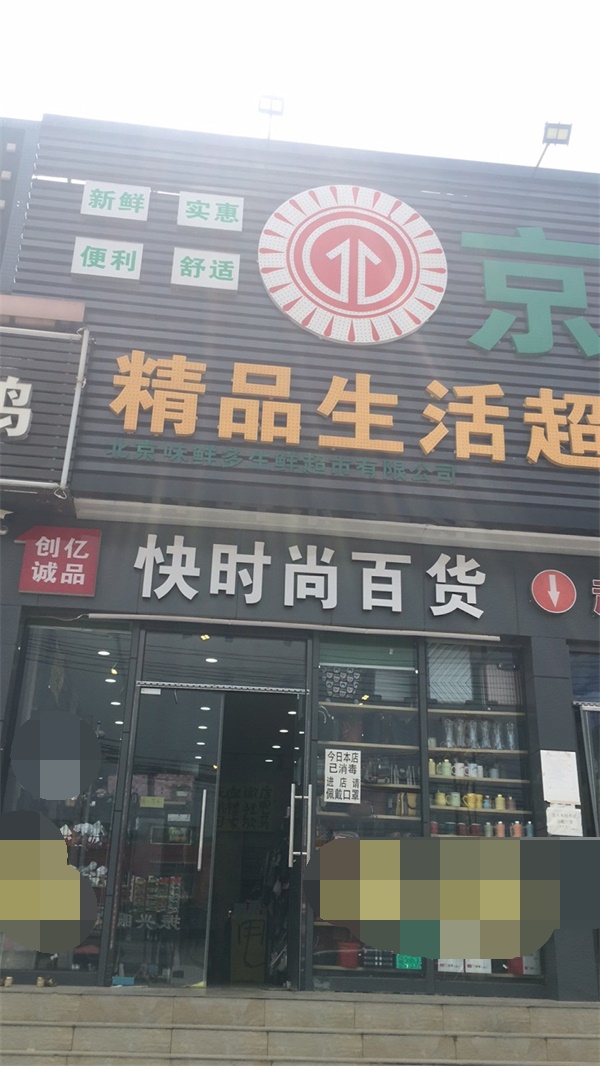 新鲜 实惠
便利 舒适
京
精品生活超
北京味鲜多生鲜超市有限公司
创亿
诚品
快时尚百货
今日本店
已消毒
进店请
佩戴口罩